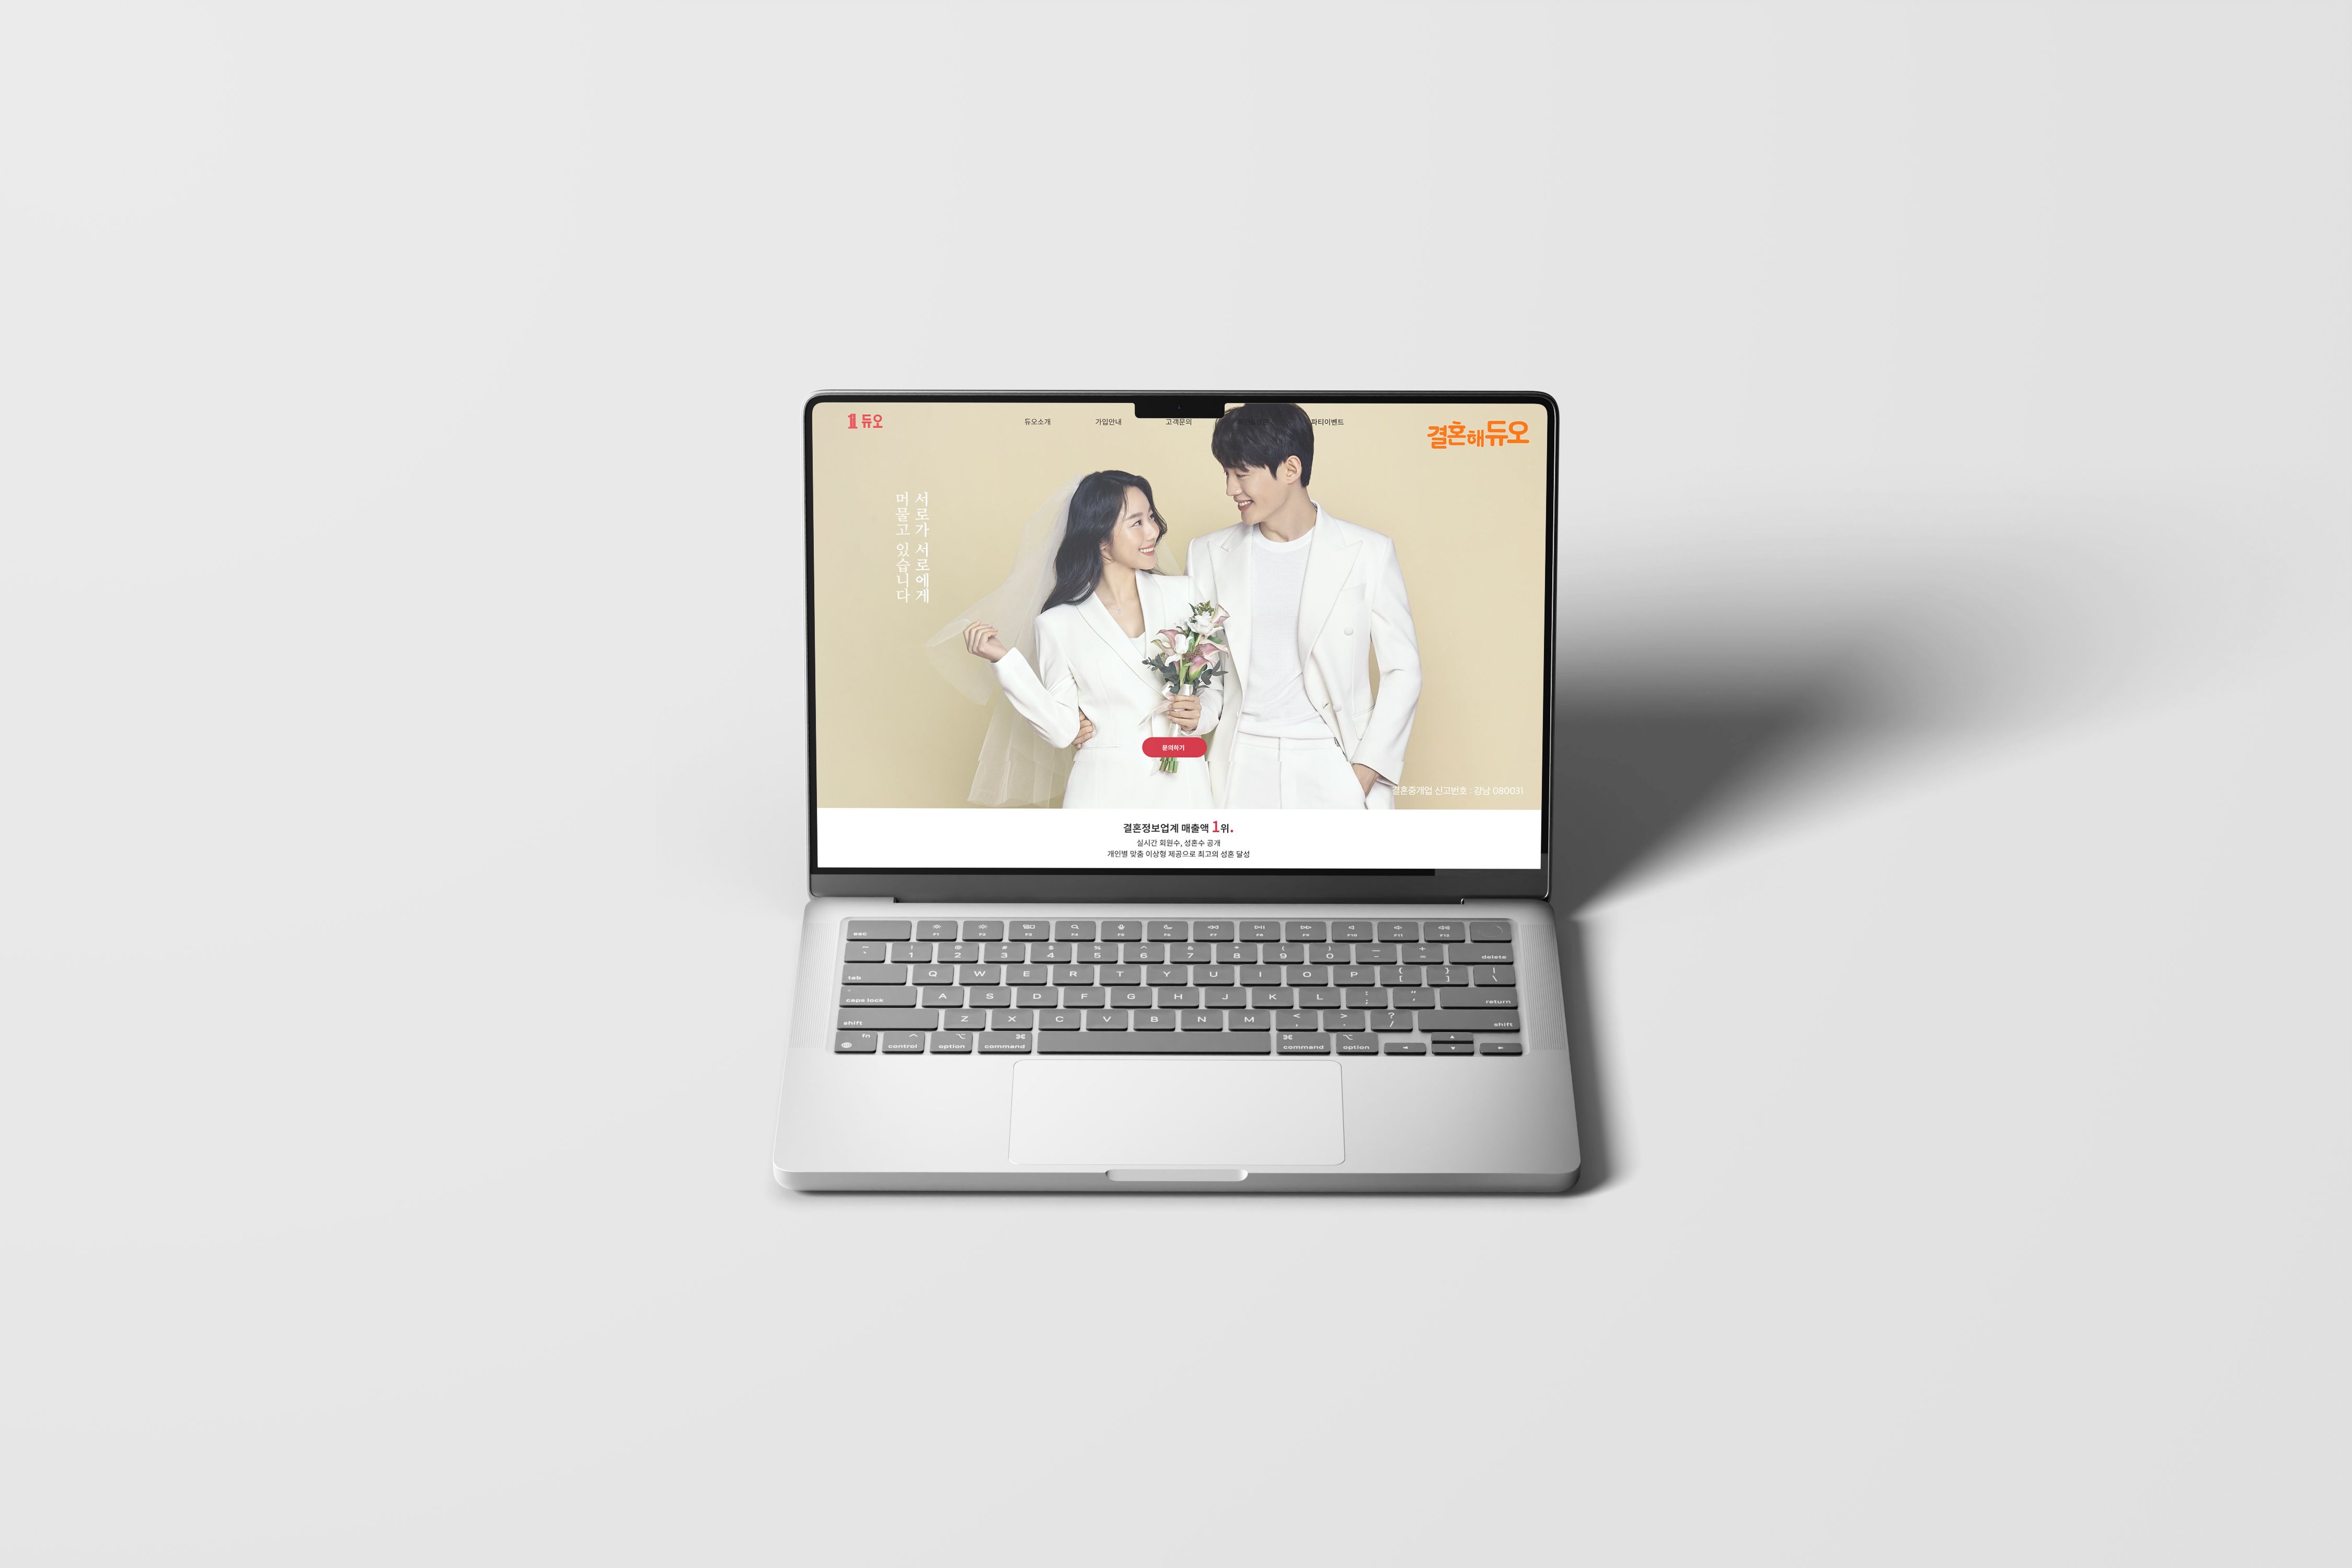 1 듀오
듀오소개
가입안내
고객문의
파티이벤트
결혼해듀오
서로가 서로에게
머물고 있습니다
문의하기
결혼중개업 신고번호 : 강남 080031
결혼정보업계 매출액 1위.
실시간 회원수, 성혼수 공개
개인별 맞춤 이상형 제공으로 최고의 성혼 달성
esc F1 F2 F3 F4 F5 F6 F7 F8 F9 F10 F11 F12
~ ` ! 1 @ 2 # 3 $ 4 % 5 ^ 6 & 7 * 8 ( 9 ) 0 — - + = delete
tab Q W E R T Y U I O P { [ } ] | \
caps lock A S D F G H J K L : ; " ' return
shift Z X C V B N M < , > . ? / shift
fn control option command command option